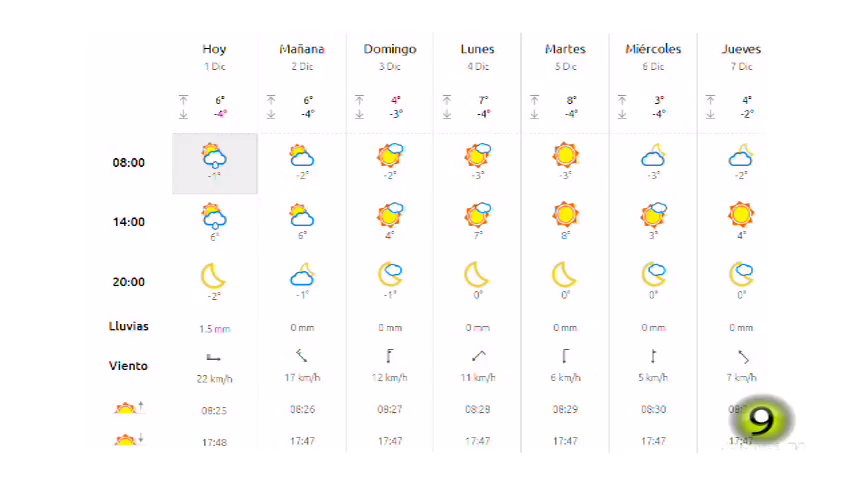 Hoy Mañana Domingo Lunes Martes Miércoles Jueves
1 Dic 2 Dic 3 Dic 4 Dic 5 Dic 6 Dic 7 Dic
6° 6° 4° 7° 8° 3° 4°
-4° -4° -3° -4° -4° -4° -2°
08:00
-1° -2° -2° -3° -3° -3° -2°
14:00
6° 6° 4° 7° 8° 3° 4°
20:00
-2° -1° -1° 0° 0° 0° 0°
Lluvias 1.5 mm 0 mm 0 mm 0 mm 0 mm 0 mm 0 mm
Viento
22 km/h 17 km/h 12 km/h 11 km/h 6 km/h 5 km/h 7 km/h
08:25 08:26 08:27 08:28 08:29 08:30
17:48 17:47 17:47 17:47 17:47 17:47 17:47
9